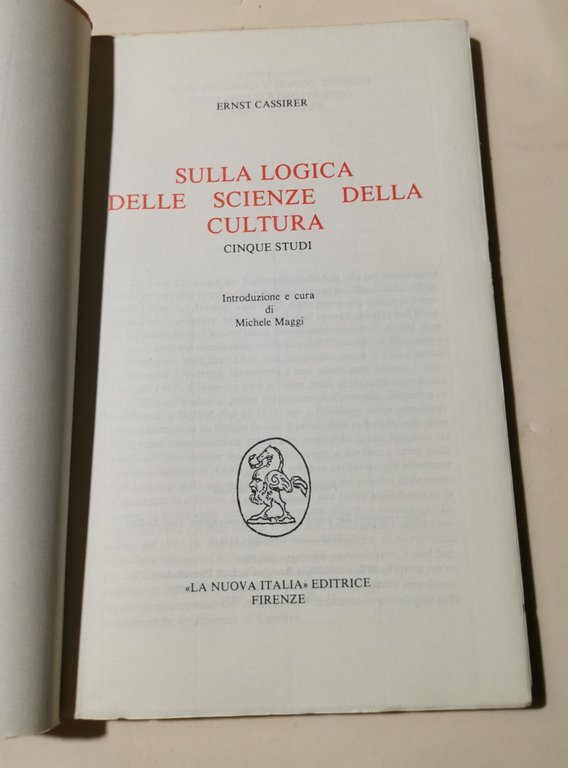 ERNST CASSIRER
SULLA LOGICA
DELLE SCIENZE DELLA
CULTURA
CINQUE STUDI
Introduzione e cura
di
Michele Maggi
«LA NUOVA ITALIA» EDITRICE
FIRENZE